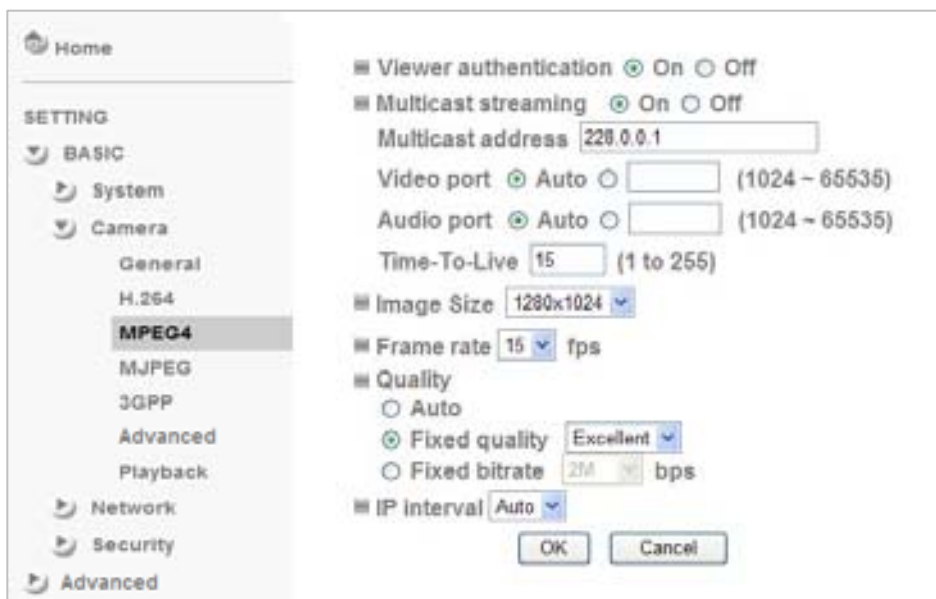 Home
SETTING
BASIC
System
Camera
General
H.264
MPEG4
MJPEG
3GPP
Advanced
Playback
Network
Security
Advanced
Viewer authentication On Off
Multicast streaming On Off
Multicast address 228.0.0.1
Video port Auto (1024 ~ 65535)
Audio port Auto (1024 ~ 65535)
Time-To-Live 15 (1 to 255)
Image Size 1280x1024
Frame rate 15 fps
Quality
Auto
Fixed quality Excellent
Fixed bitrate 2M bps
IP interval Auto
OK Cancel